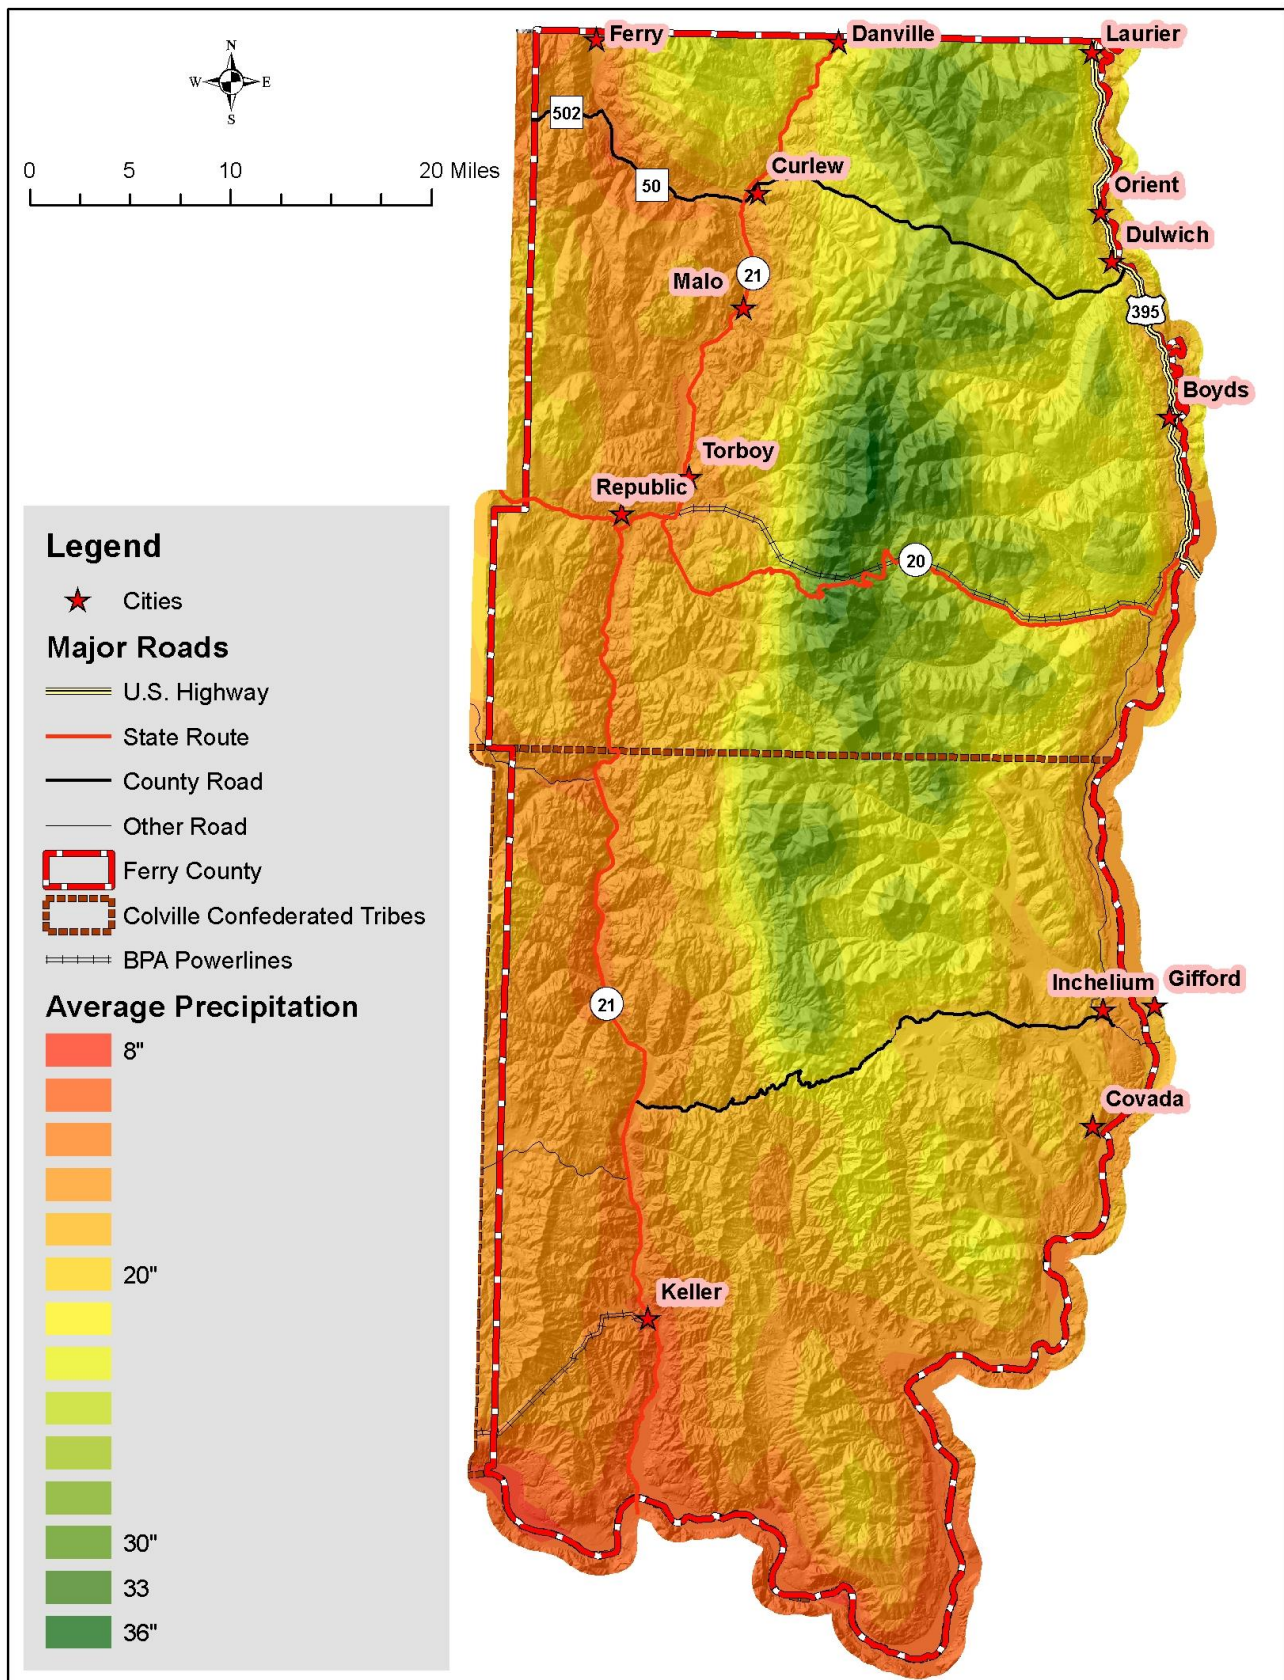 Ferry
Danville
Laurier
N
W E
S
502
0 5 10 20 Miles
50
Curlew
Orient
Dulwich
21
Malo
395
Boyds
Torboy
Republic
20
Legend
Cities
Major Roads
U.S. Highway
State Route
County Road
Other Road
Ferry County
Colville Confederated Tribes
BPA Powerlines
Average Precipitation
8"
20"
30"
33
36"
21
Inchelium
Gifford
Covada
Keller